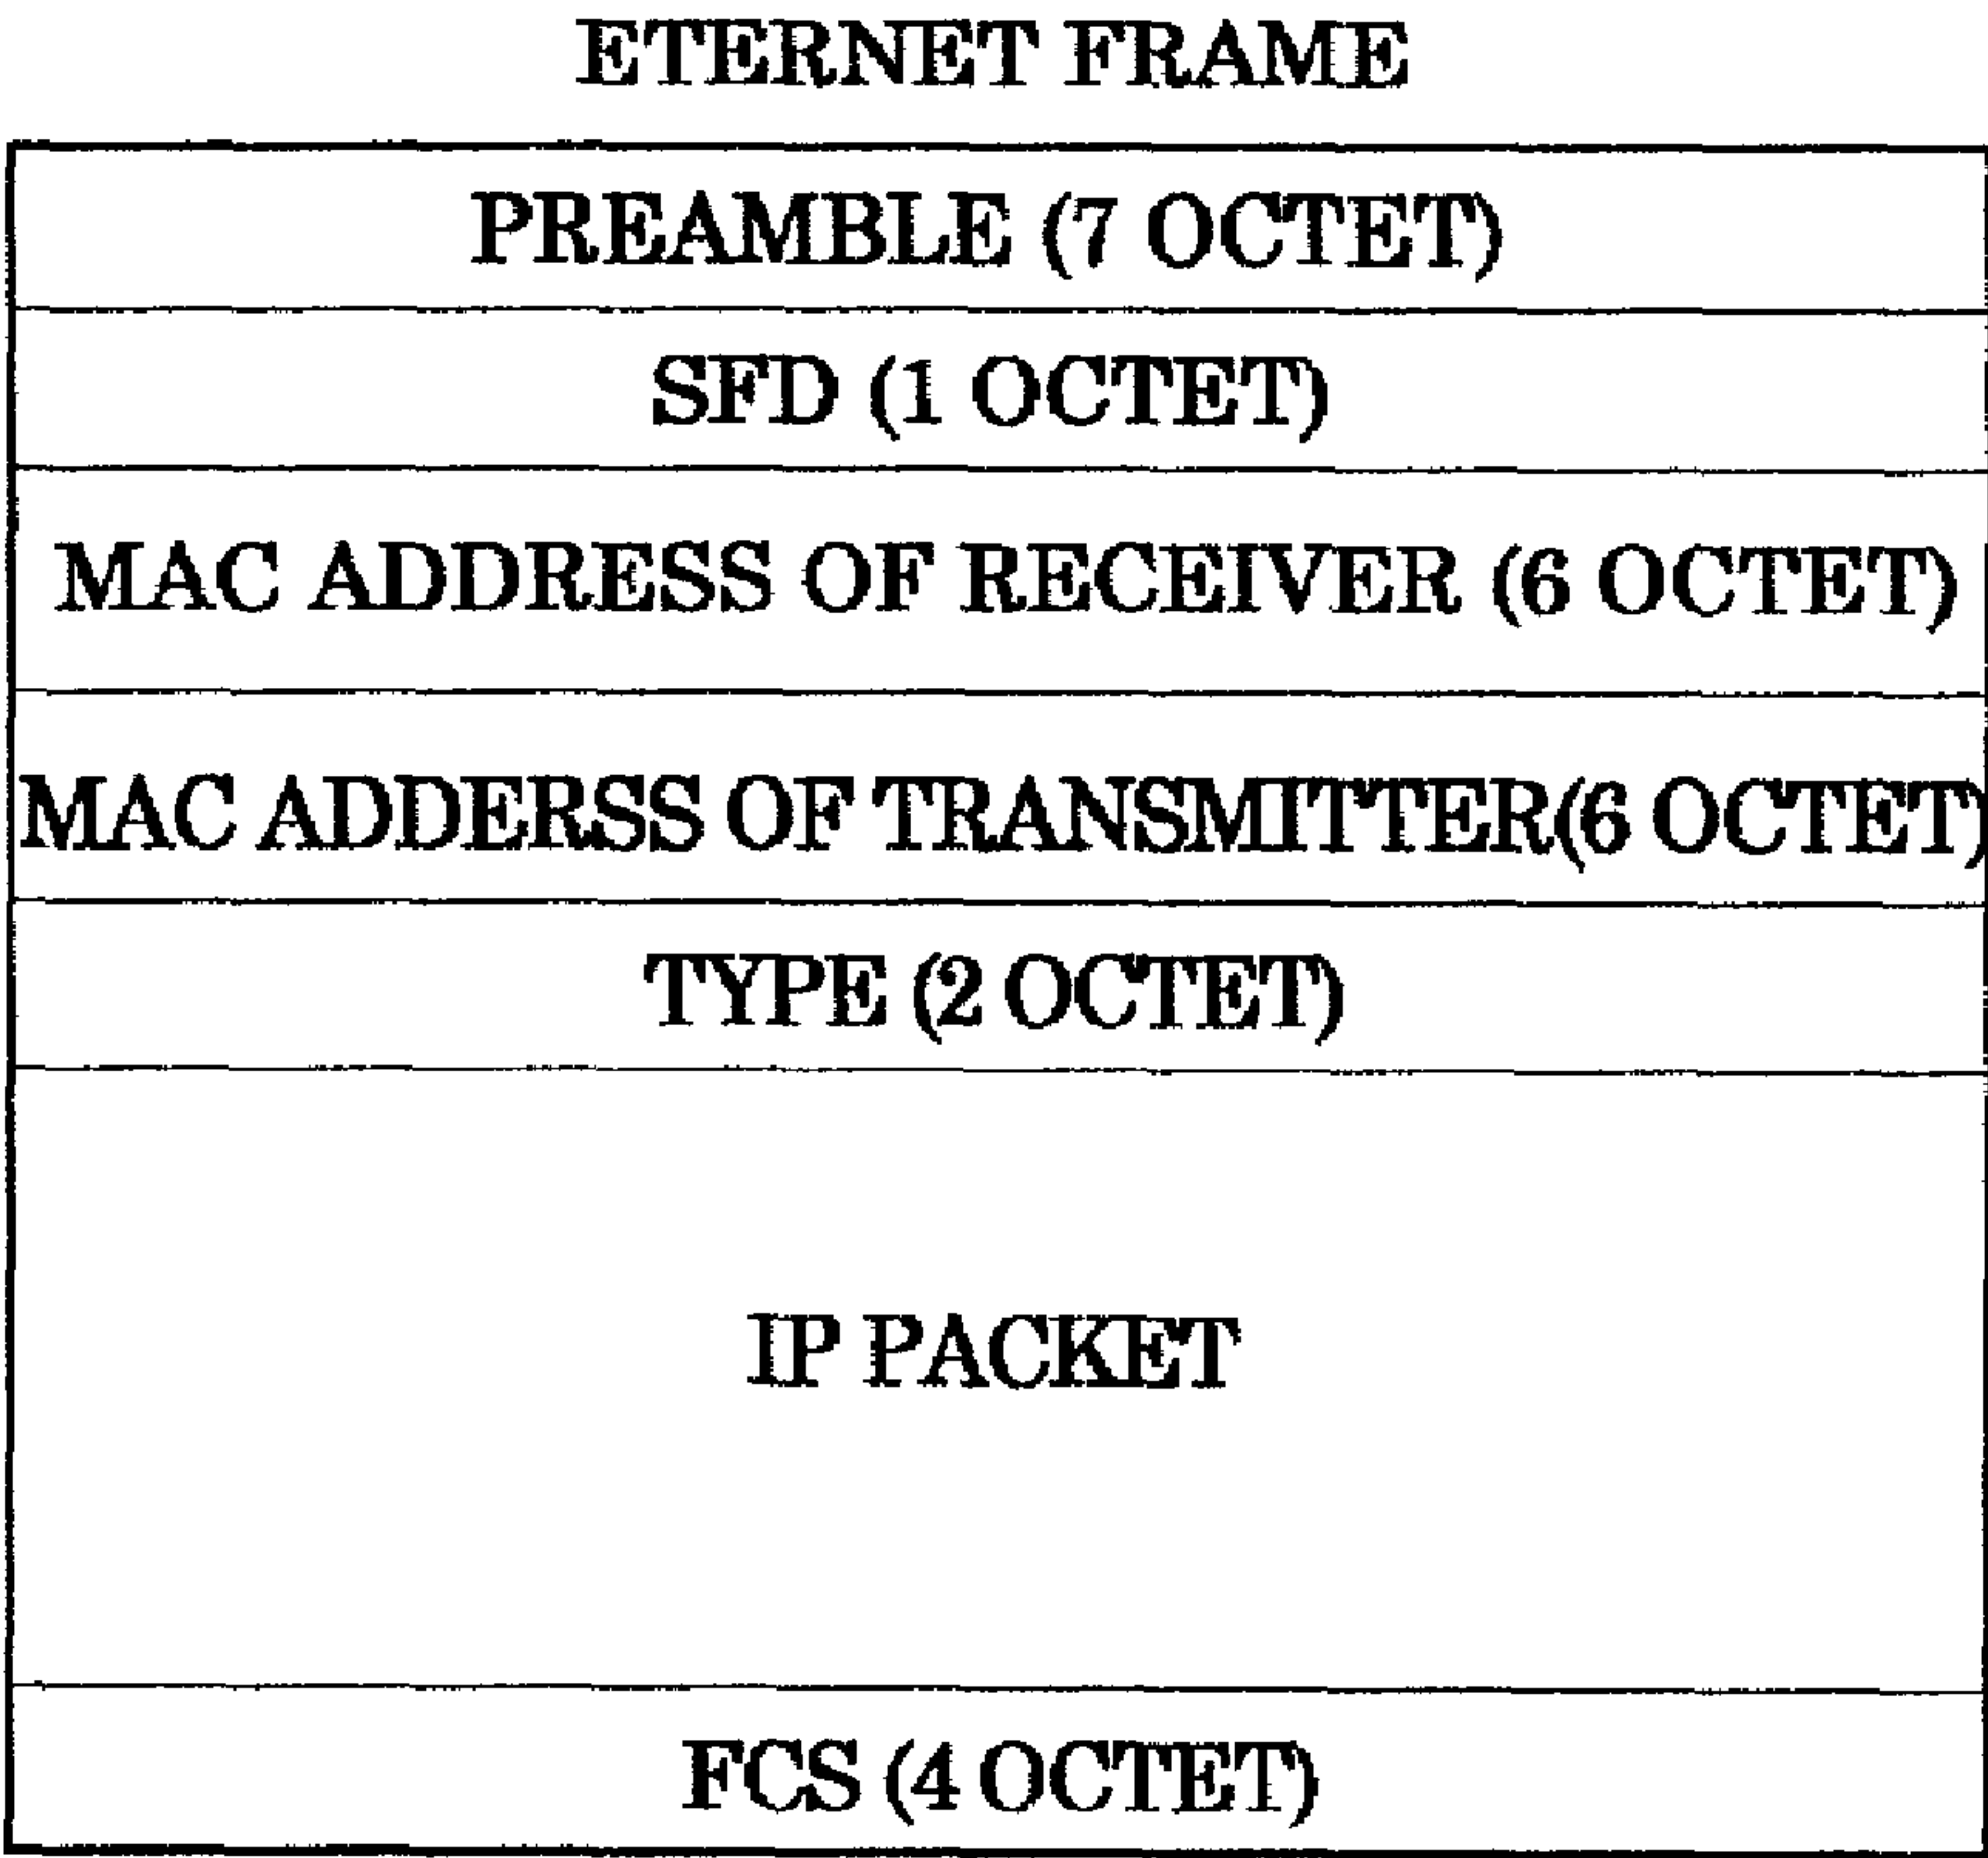 ETERNET FRAME
PREAMBLE (7 OCTET)
SFD (1 OCTET)
MAC ADDRESS OF RECEIVER (6 OCTET)
MAC ADDERSS OF TRANSMITTER(6 OCTET)
TYPE (2 OCTET)
IP PACKET
FCS (4 OCTET)